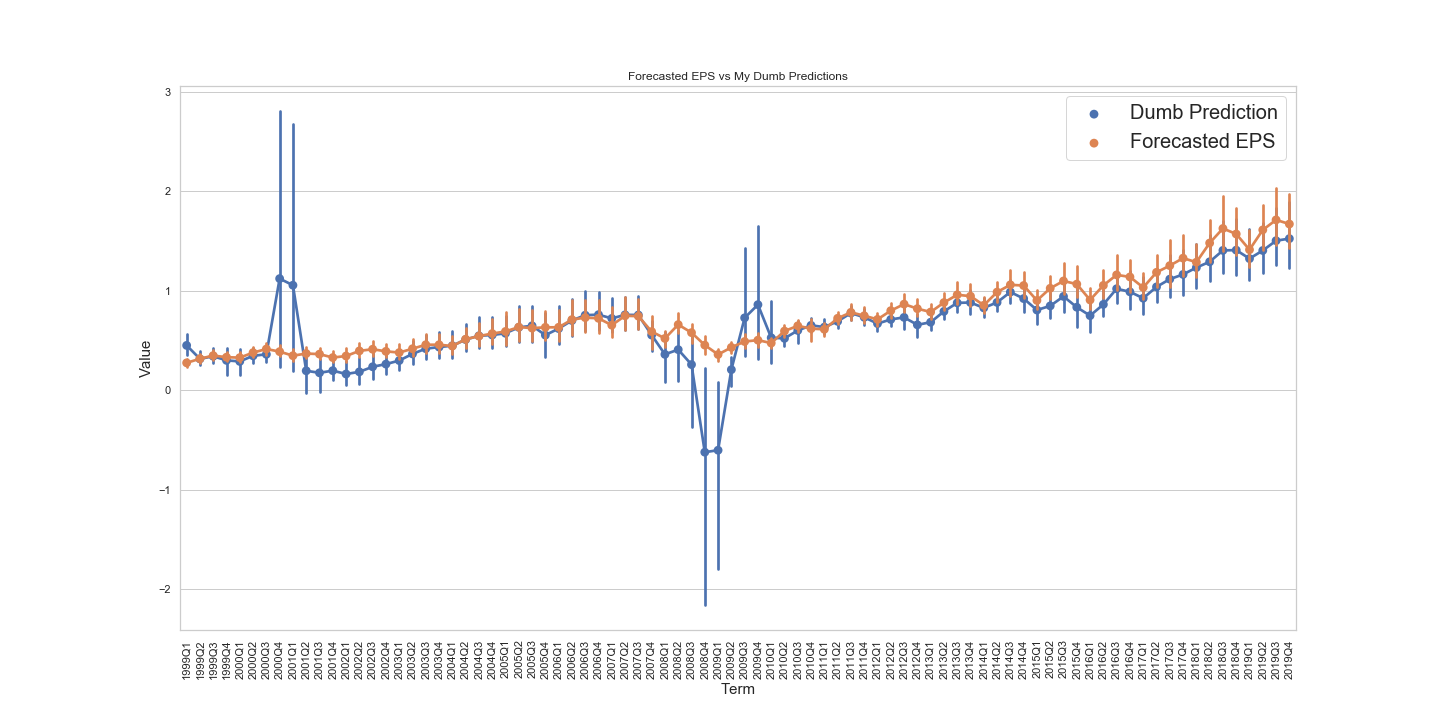 Forecasted EPS vs My Dumb Predictions
Dumb Prediction
Forecasted EPS
3
2
1
0
−1
−2
Value
1999Q1
1999Q2
1999Q3
1999Q4
2000Q1
2000Q2
2000Q3
2000Q4
2001Q1
2001Q2
2001Q3
2001Q4
2002Q1
2002Q2
2002Q3
2002Q4
2003Q1
2003Q2
2003Q3
2003Q4
2004Q1
2004Q2
2004Q3
2004Q4
2005Q1
2005Q2
2005Q3
2005Q4
2006Q1
2006Q2
2006Q3
2006Q4
2007Q1
2007Q2
2007Q3
2007Q4
2008Q1
2008Q2
2008Q3
2008Q4
2009Q1
2009Q2
2009Q3
2009Q4
2010Q1
2010Q2
2010Q3
2010Q4
2011Q1
2011Q2
2011Q3
2011Q4
2012Q1
2012Q2
2012Q3
2012Q4
2013Q1
2013Q2
2013Q3
2013Q4
2014Q1
2014Q2
2014Q3
2014Q4
2015Q1
2015Q2
2015Q3
2015Q4
2016Q1
2016Q2
2016Q3
2016Q4
2017Q1
2017Q2
2017Q3
2017Q4
2018Q1
2018Q2
2018Q3
2018Q4
2019Q1
2019Q2
2019Q3
2019Q4
Term